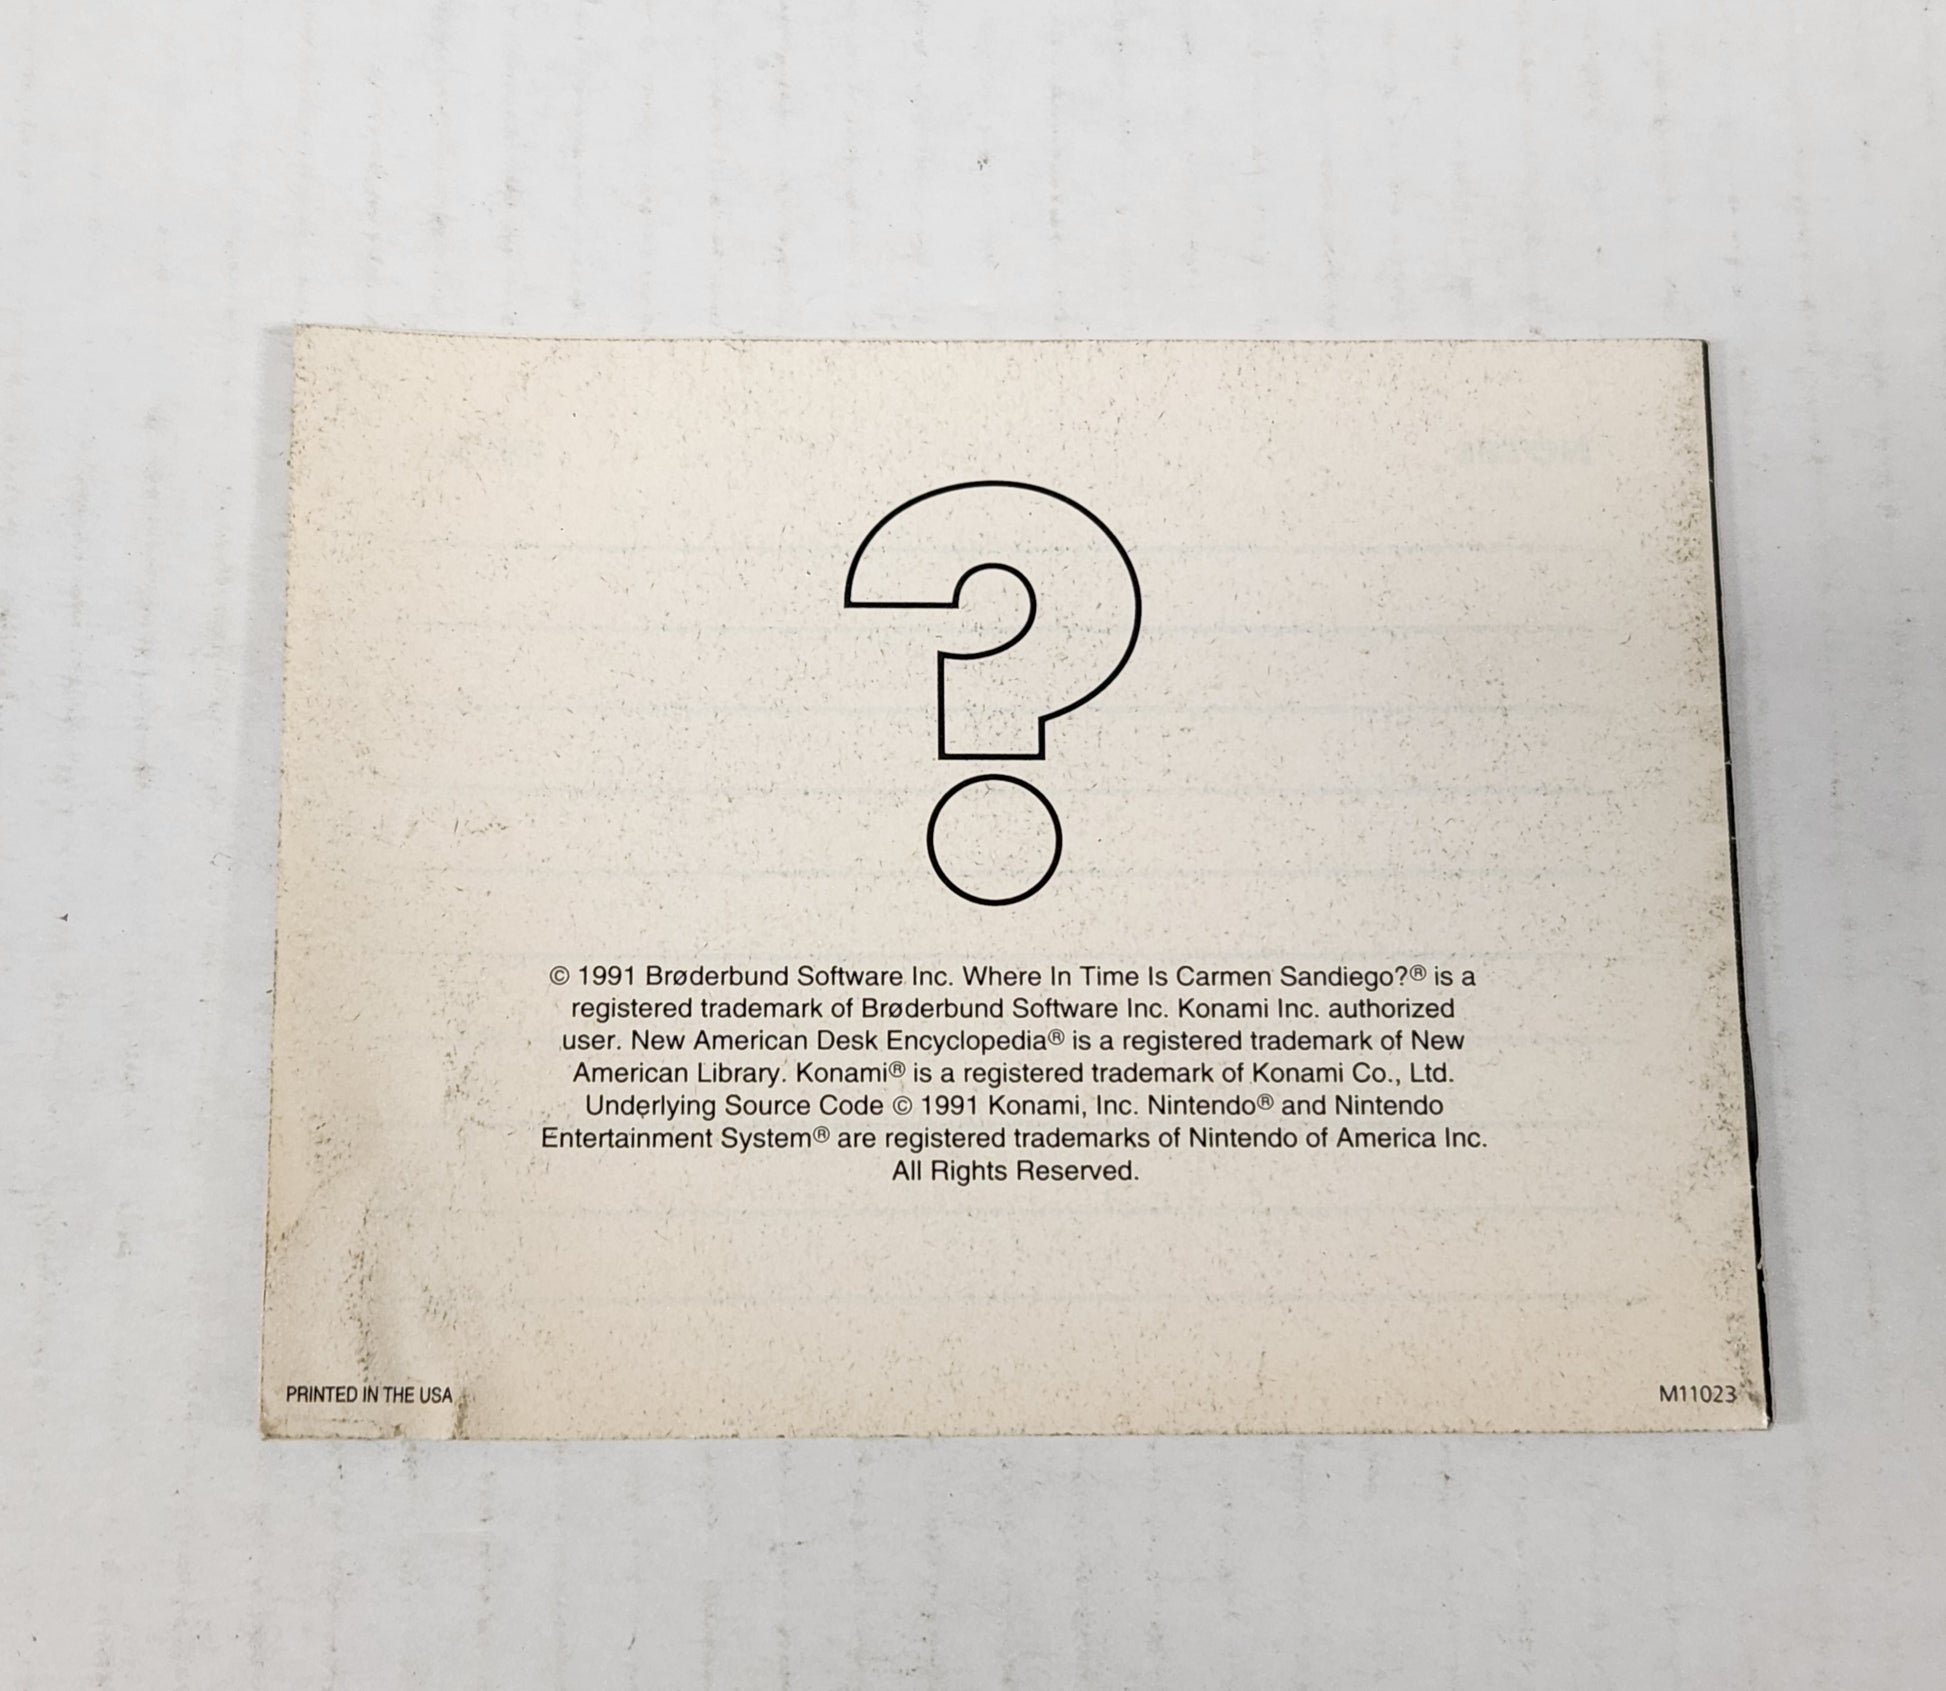 ?
© 1991 Brøderbund Software Inc. Where In Time Is Carmen Sandiego?® is a
registered trademark of Brøderbund Software Inc. Konami Inc. authorized
user. New American Desk Encyclopedia® is a registered trademark of New
American Library. Konami® is a registered trademark of Konami Co., Ltd.
Underlying Source Code © 1991 Konami, Inc. Nintendo® and Nintendo
Entertainment System® are registered trademarks of Nintendo of America Inc.
All Rights Reserved.
PRINTED IN THE USA
M11023